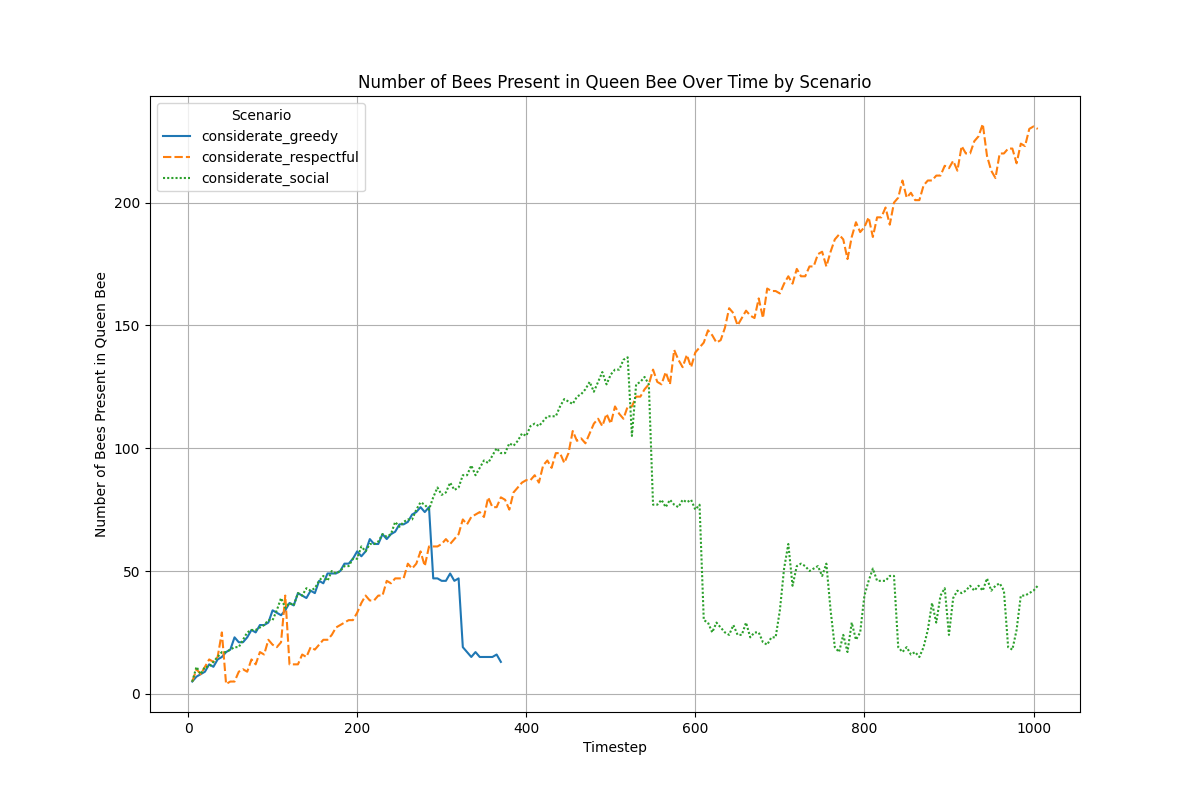 Number of Bees Present in Queen Bee Over Time by Scenario
Scenario
considerate_greedy
considerate_respectful
considerate_social
Number of Bees Present in Queen Bee
200
150
100
50
0
0 200 400 600 800 1000
Timestep